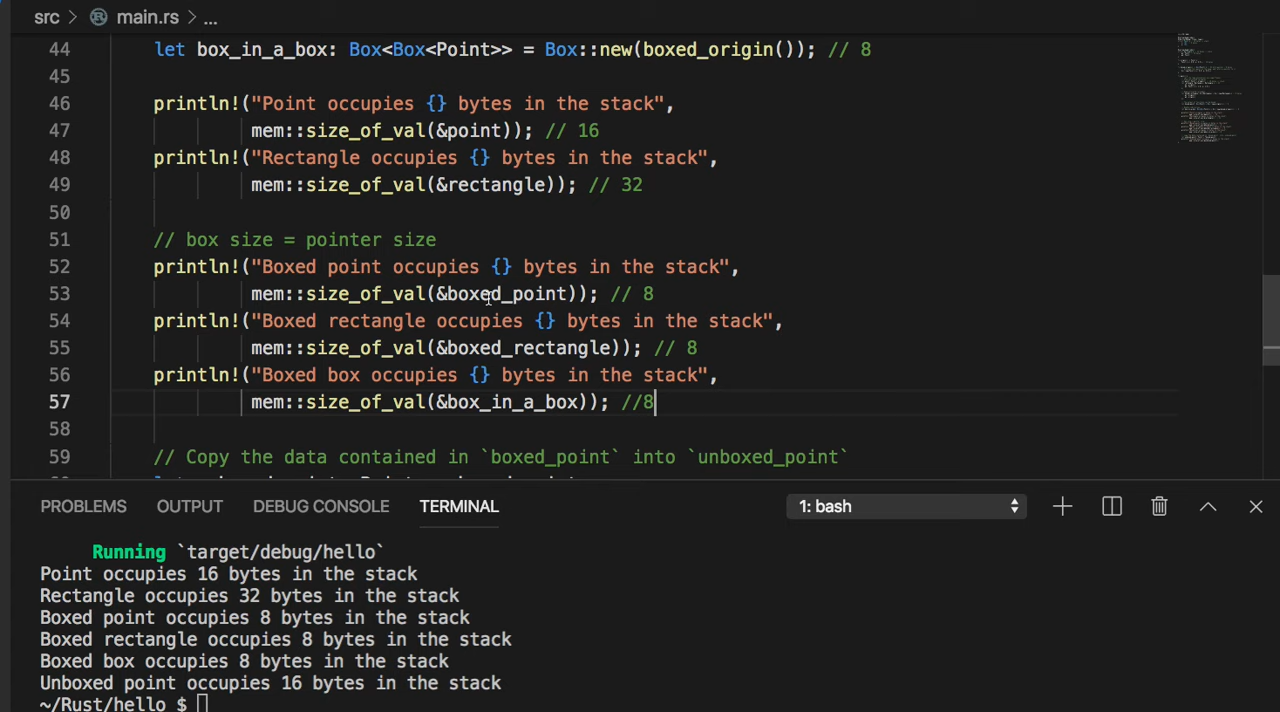 src > main.rs > ...
44 let box_in_a_box: Box<Box<Point>> = Box::new(boxed_origin()); // 8
45
46 println!("Point occupies {} bytes in the stack",
47 mem::size_of_val(&point)); // 16
48 println!("Rectangle occupies {} bytes in the stack",
49 mem::size_of_val(&rectangle)); // 32
50
51 // box size = pointer size
52 println!("Boxed point occupies {} bytes in the stack",
53 mem::size_of_val(&boxed_point)); // 8
54 println!("Boxed rectangle occupies {} bytes in the stack",
55 mem::size_of_val(&boxed_rectangle)); // 8
56 println!("Boxed box occupies {} bytes in the stack",
57 mem::size_of_val(&box_in_a_box)); //8
58
59 // Copy the data contained in `boxed_point` into `unboxed_point`
PROBLEMS OUTPUT DEBUG CONSOLE TERMINAL 1: bash
Running `target/debug/hello`
Point occupies 16 bytes in the stack
Rectangle occupies 32 bytes in the stack
Boxed point occupies 8 bytes in the stack
Boxed rectangle occupies 8 bytes in the stack
Boxed box occupies 8 bytes in the stack
Unboxed point occupies 16 bytes in the stack
~/Rust/hello $